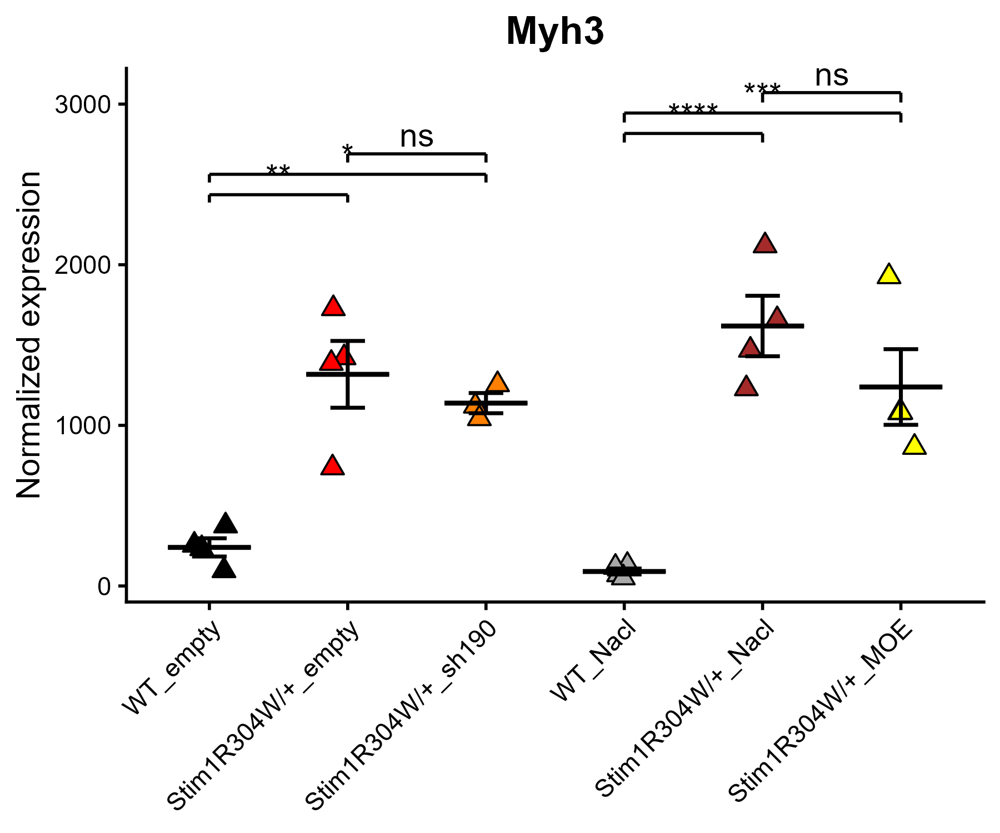 Myh3
Normalized expression
3000
2000
1000
0
ns
***
****
ns
*
**
WT_empty
Stim1R304W/+_empty
Stim1R304W/+_sh190
WT_Nacl
Stim1R304W/+_Nacl
Stim1R304W/+_MOE